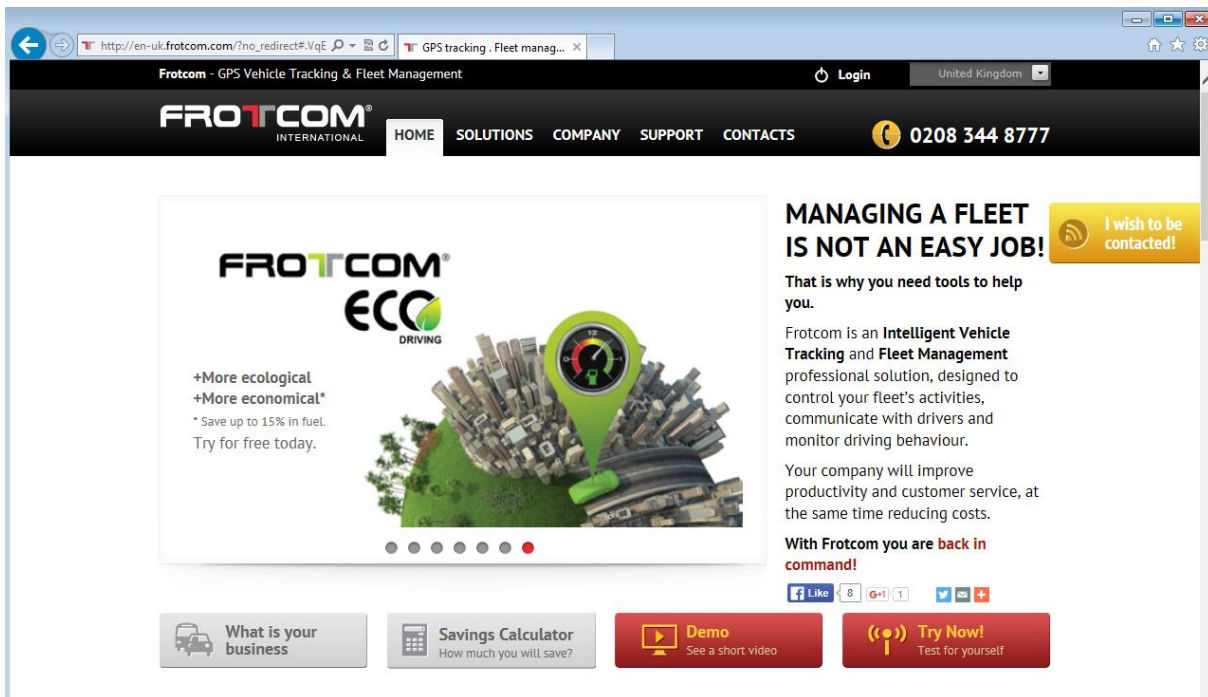 http://en-uk.frotcom.com/?no_redirect#.VqE
GPS tracking . Fleet manag...
Frotcom - GPS Vehicle Tracking & Fleet Management
Login
United Kingdom
FROTCOM®
INTERNATIONAL
HOME
SOLUTIONS
COMPANY
SUPPORT
CONTACTS
0208 344 8777
FROTCOM®
ECO
DRIVING
+More ecological
+More economical*
* Save up to 15% in fuel.
Try for free today.
1/2
MANAGING A FLEET
IS NOT AN EASY JOB!
That is why you need tools to help
you.
Frotcom is an Intelligent Vehicle
Tracking and Fleet Management
professional solution, designed to
control your fleet's activities,
communicate with drivers and
monitor driving behaviour.
Your company will improve
productivity and customer service, at
the same time reducing costs.
With Frotcom you are back in
command!
Like 8 G+1 1
I wish to be
contacted!
What is your
business
Savings Calculator
How much you will save?
Demo
See a short video
Try Now!
Test for yourself